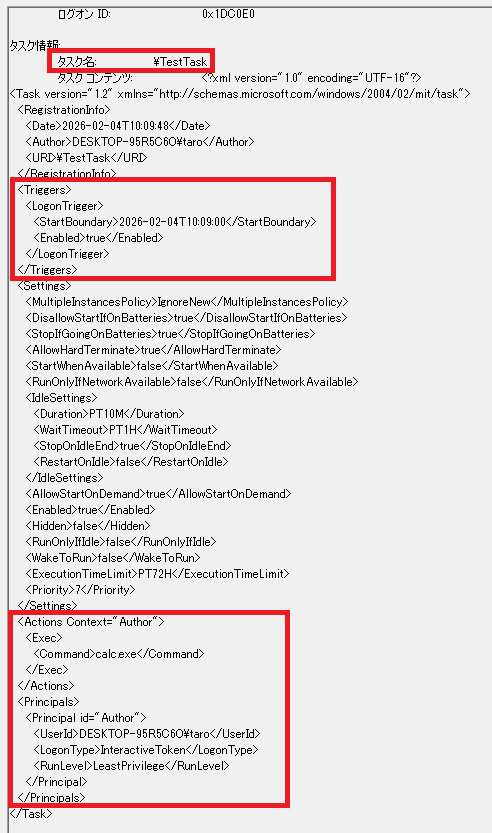 ログオン ID: 0x1DC0E0
タスク情報:
タスク名: ¥TestTask
タスク コンテンツ: <?xml version="1.0" encoding="UTF-16"?>
<Task version="1.2" xmlns="http://schemas.microsoft.com/windows/2004/02/mit/task">
<RegistrationInfo>
<Date>2026-02-04T10:09:48</Date>
<Author>DESKTOP-95R5C6O¥taro</Author>
<URI>¥TestTask</URI>
</RegistrationInfo>
<Triggers>
<LogonTrigger>
<StartBoundary>2026-02-04T10:09:00</StartBoundary>
<Enabled>true</Enabled>
</LogonTrigger>
</Triggers>
<Settings>
<MultipleInstancesPolicy>IgnoreNew</MultipleInstancesPolicy>
<DisallowStartIfOnBatteries>true</DisallowStartIfOnBatteries>
<StopIfGoingOnBatteries>true</StopIfGoingOnBatteries>
<AllowHardTerminate>true</AllowHardTerminate>
<StartWhenAvailable>false</StartWhenAvailable>
<RunOnlyIfNetworkAvailable>false</RunOnlyIfNetworkAvailable>
<IdleSettings>
<Duration>PT10M</Duration>
<WaitTimeout>PT1H</WaitTimeout>
<StopOnIdleEnd>true</StopOnIdleEnd>
<RestartOnIdle>false</RestartOnIdle>
</IdleSettings>
<AllowStartOnDemand>true</AllowStartOnDemand>
<Enabled>true</Enabled>
<Hidden>false</Hidden>
<RunOnlyIfIdle>false</RunOnlyIfIdle>
<WakeToRun>false</WakeToRun>
<ExecutionTimeLimit>PT72H</ExecutionTimeLimit>
<Priority>7</Priority>
</Settings>
<Actions Context="Author">
<Exec>
<Command>calc.exe</Command>
</Exec>
</Actions>
<Principals>
<Principal id="Author">
<UserId>DESKTOP-95R5C6O¥taro</UserId>
<LogonType>InteractiveToken</LogonType>
<RunLevel>LeastPrivilege</RunLevel>
</Principal>
</Principals>
</Task>